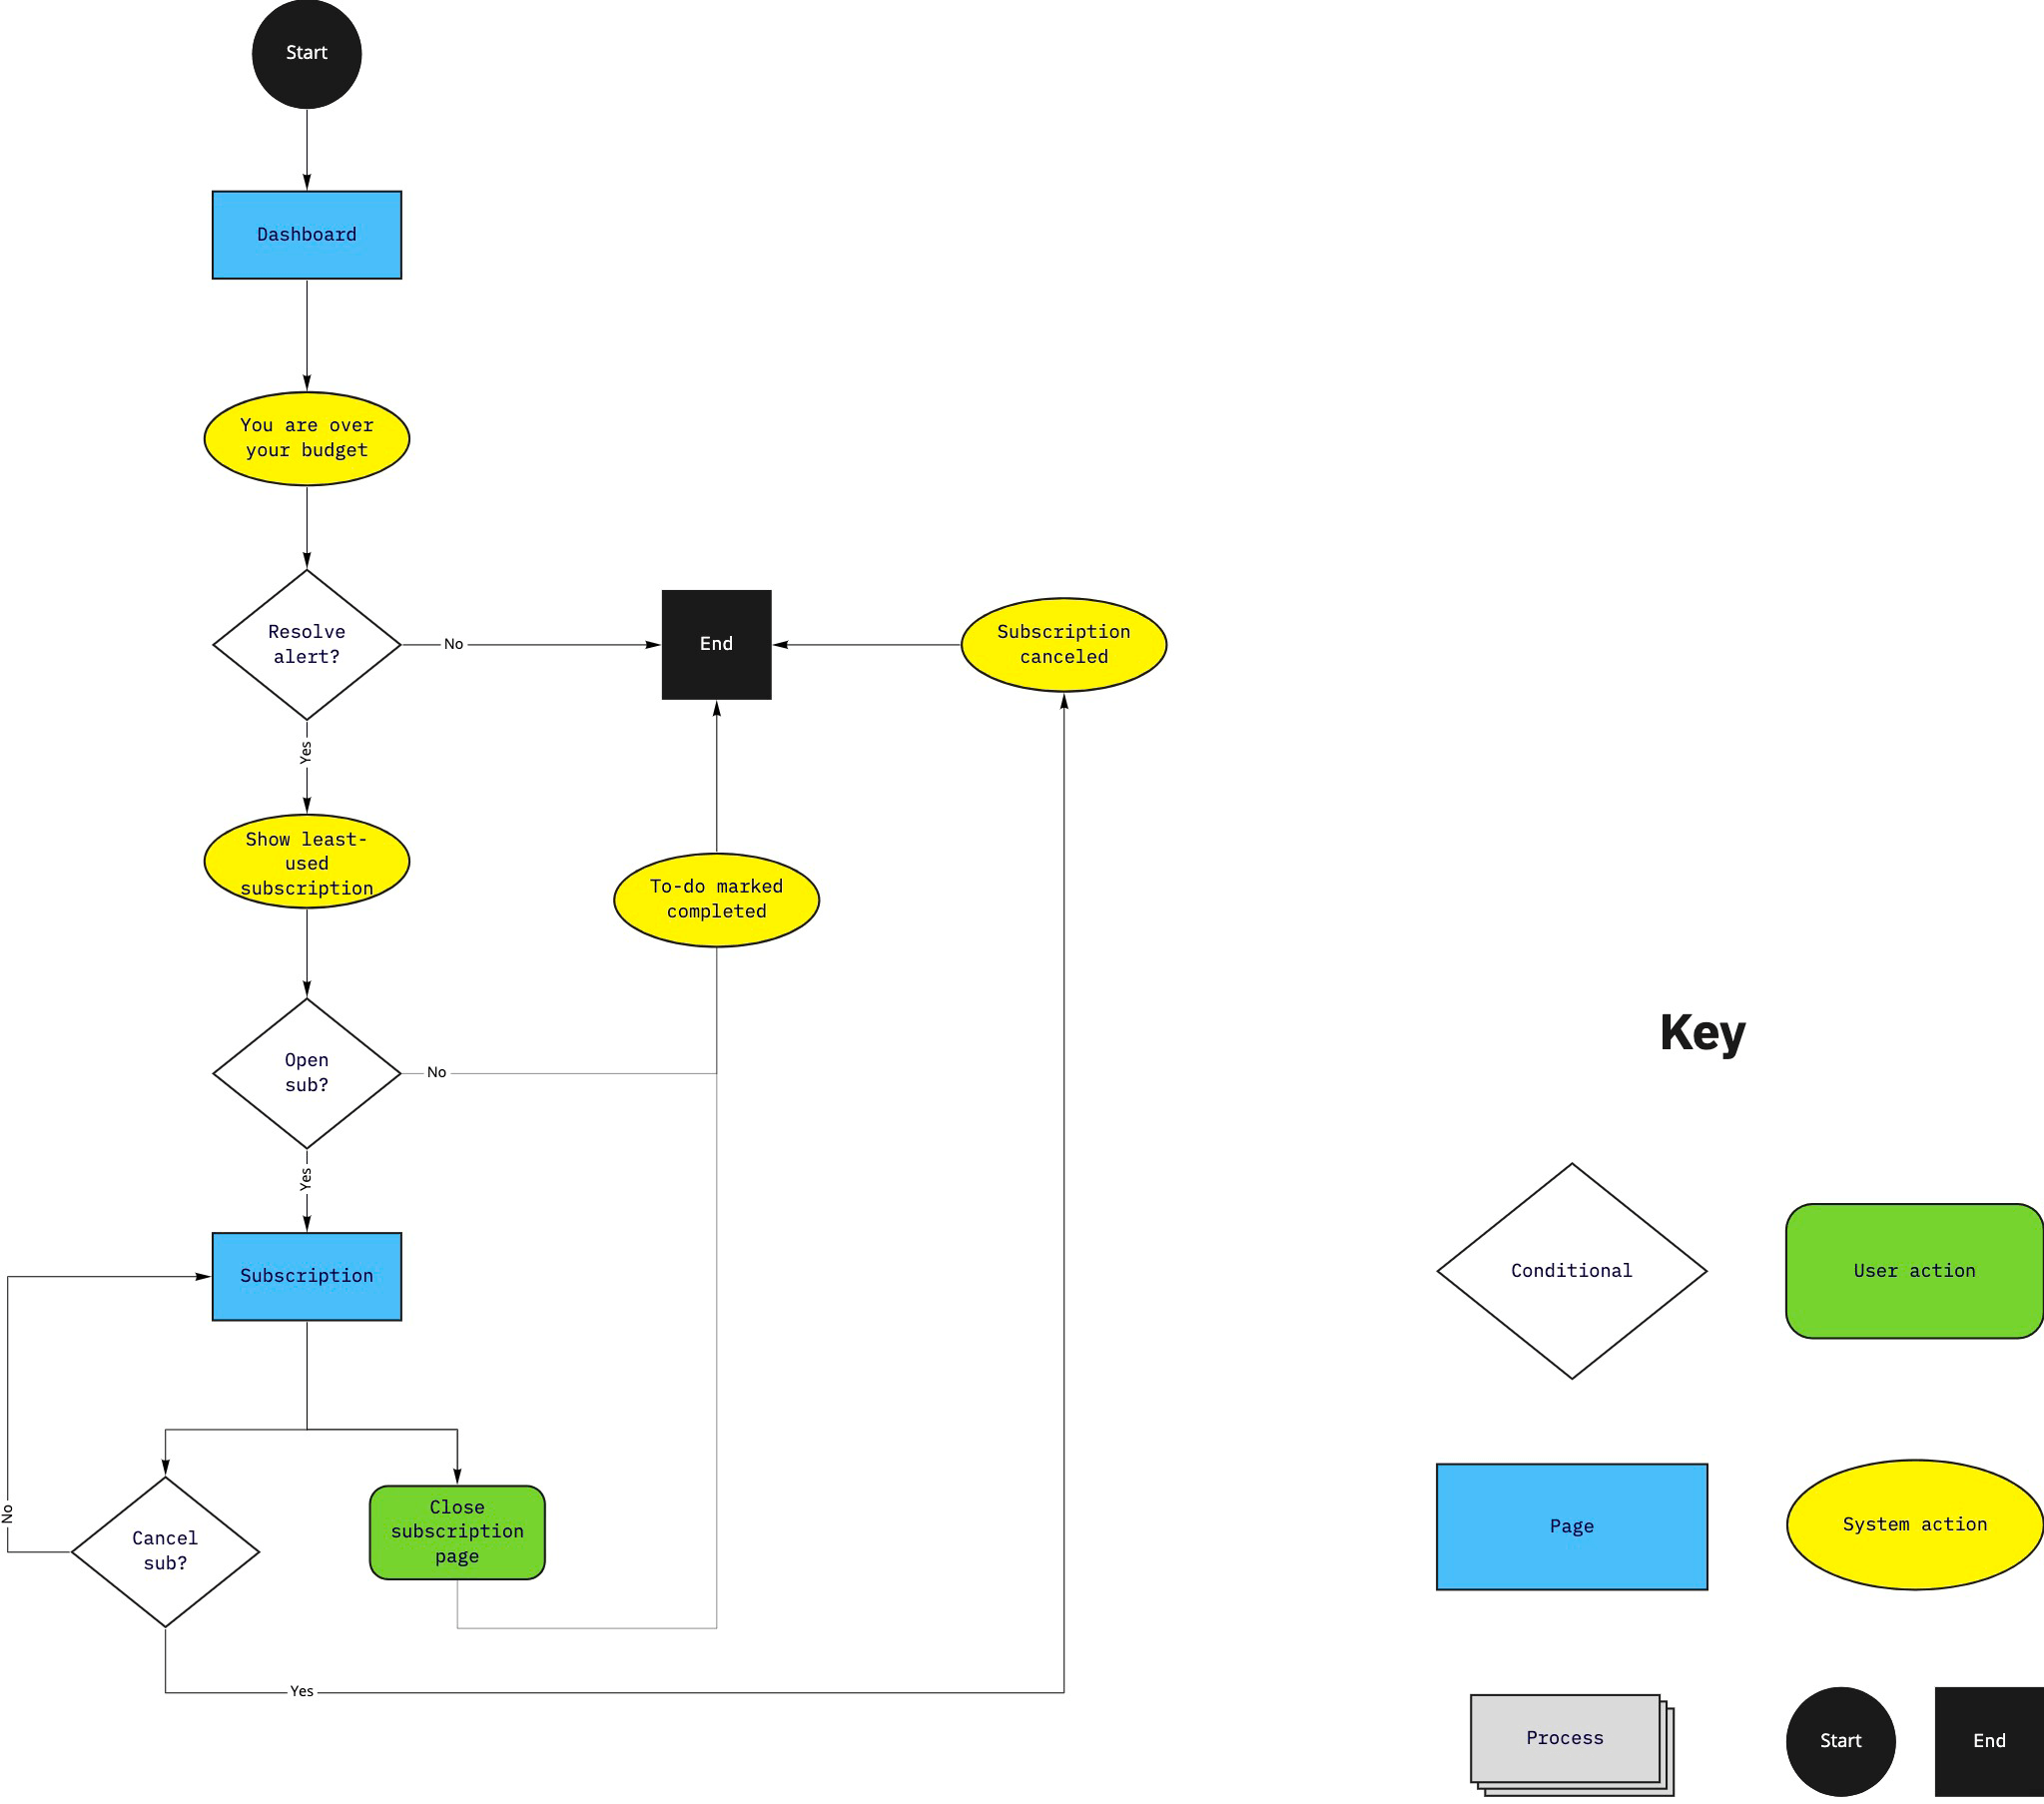 Start
Dashboard
You are over
your budget
Resolve
alert?
No
End
Subscription
canceled
Yes
Show least-
used
subscription
To-do marked
completed
Open
sub?
No
Yes
Subscription
No
Cancel
sub?
Close
subscription
page
Yes
Key
Conditional
User action
Page
System action
Process
Start
End